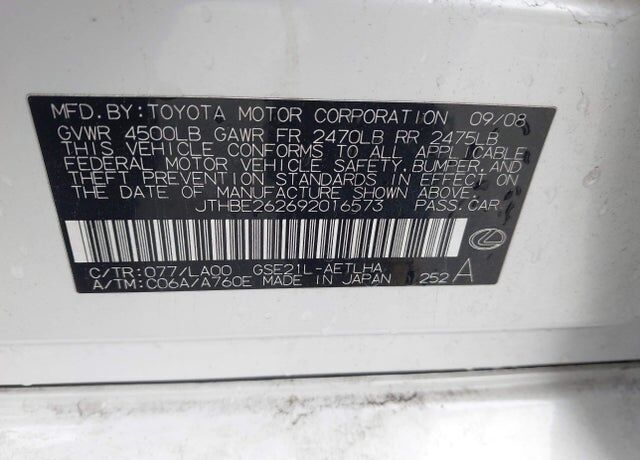 MFD. BY: TOYOTA MOTOR CORPORATION 09/08
GVWR 4500LB GAWR FR 2470LB RR 2475LB
THIS VEHICLE CONFORMS TO ALL APPLICABLE
FEDERAL MOTOR VEHICLE SAFETY, BUMPER, AND
THEFT PREVENTION STANDARDS IN EFFECT ON
THE DATE OF MANUFACTURE SHOWN ABOVE.
JTHBE262692016573 PASS. CAR
C/TR: 077/LA00 GSE21L-AETLHA
A/TM: C06A/A760E MADE IN JAPAN 252 A